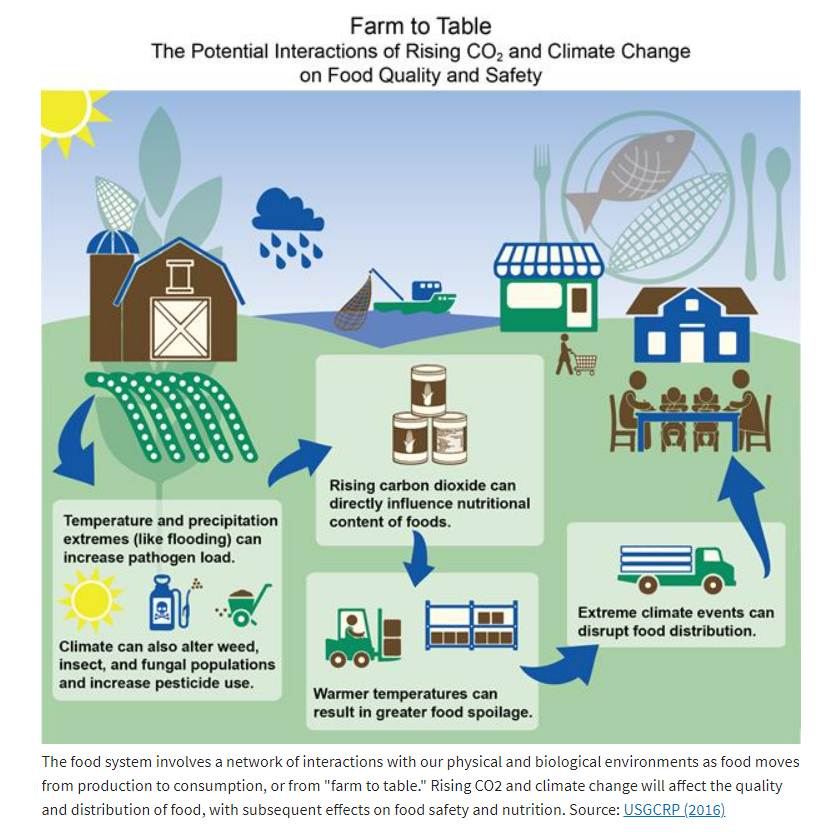 Farm to Table
The Potential Interactions of Rising CO₂ and Climate Change
on Food Quality and Safety
Rising carbon dioxide can
directly influence nutritional
content of foods.
Temperature and precipitation
extremes (like flooding) can
increase pathogen load.
Climate can also alter weed,
insect, and fungal populations
and increase pesticide use.
Warmer temperatures can
result in greater food spoilage.
Extreme climate events can
disrupt food distribution.
The food system involves a network of interactions with our physical and biological environments as food moves
from production to consumption, or from "farm to table." Rising CO2 and climate change will affect the quality
and distribution of food, with subsequent effects on food safety and nutrition. Source: USGCRP (2016)